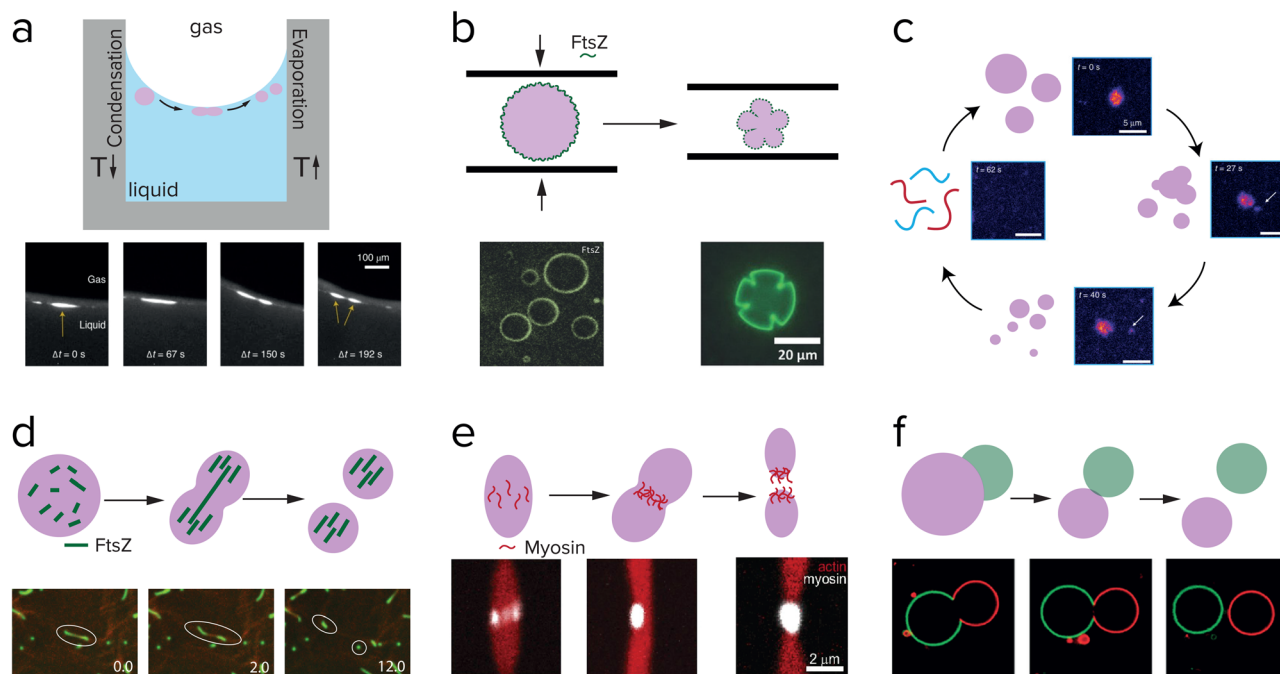 a
gas
Condensation
Evaporation
T↓
T↑
liquid
100 µm
Gas
Liquid
Δt = 0 s
Δt = 67 s
Δt = 150 s
Δt = 192 s
b
FtsZ
FtsZ
20 µm
c
t = 0 s
5 µm
t = 62 s
t = 27 s
t = 40 s
d
FtsZ
0.0
2.0
12.0
e
Myosin
actin
myosin
2 µm
f